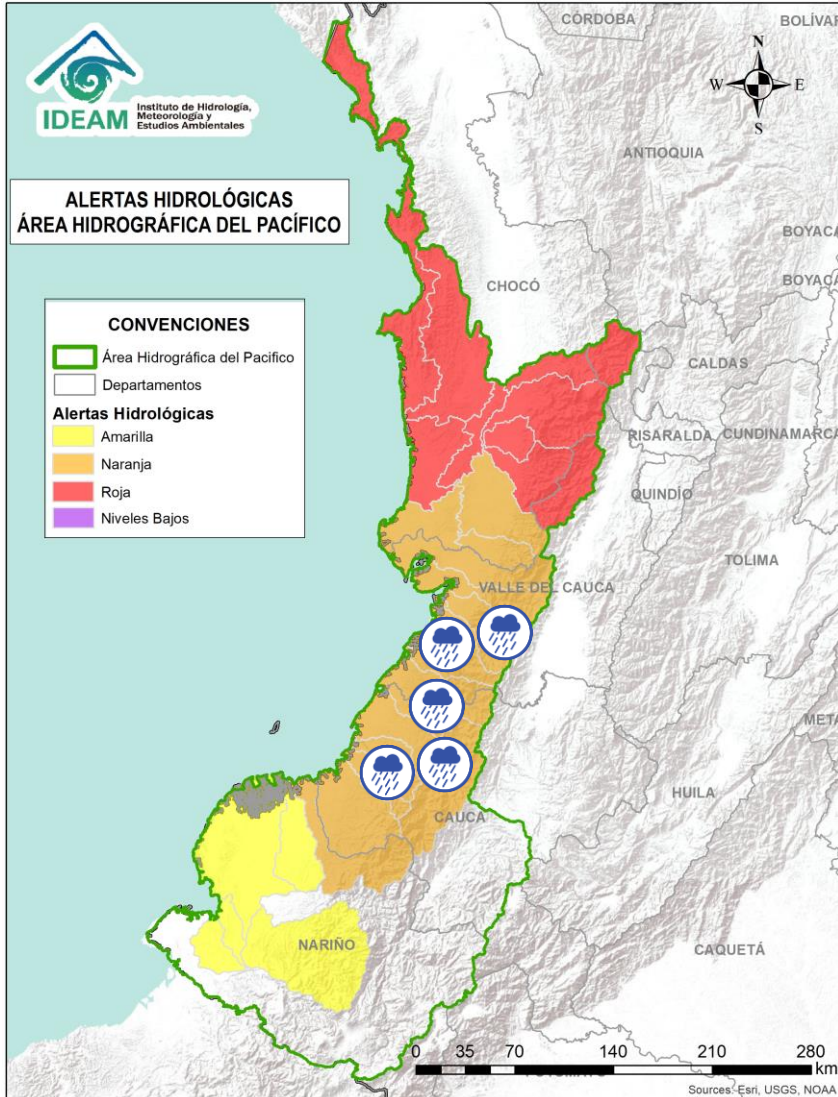 CÓRDOBA
BOLÍVAR
IDEAM
Instituto de Hidrología,
Meteorología y
Estudios Ambientales
N
W
E
S
ANTIOQUIA
ALERTAS HIDROLÓGICAS
ÁREA HIDROGRÁFICA DEL PACÍFICO
BOYACÁ
BOYACÁ
CHOCÓ
CONVENCIONES
Área Hidrográfica del Pacifico
Departamentos
Alertas Hidrológicas
Amarilla
Naranja
Roja
Niveles Bajos
CALDAS
RISARALDA
CUNDINAMARCA
QUINDÍO
TOLIMA
VALLE DEL CAUCA
META
HUILA
CAUCA
NARIÑO
CAQUETÁ
0 35 70 140 210 280
km
Sources: Esri, USGS, NOAA